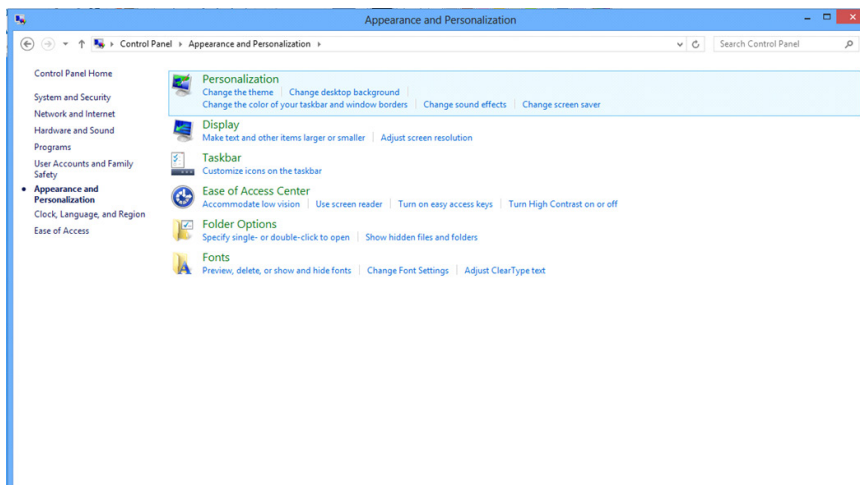 Appearance and Personalization
Control Panel Appearance and Personalization
Search Control Panel
Control Panel Home
System and Security
Network and Internet
Hardware and Sound
Programs
User Accounts and Family
Safety
Appearance and
Personalization
Clock, Language, and Region
Ease of Access
Personalization
Change the theme Change desktop background
Change the color of your taskbar and window borders Change sound effects Change screen saver
Display
Make text and other items larger or smaller Adjust screen resolution
Taskbar
Customize icons on the taskbar
Ease of Access Center
Accommodate low vision Use screen reader Turn on easy access keys Turn High Contrast on or off
Folder Options
Specify single- or double-click to open Show hidden files and folders
Fonts
Preview, delete, or show and hide fonts Change Font Settings Adjust ClearType text